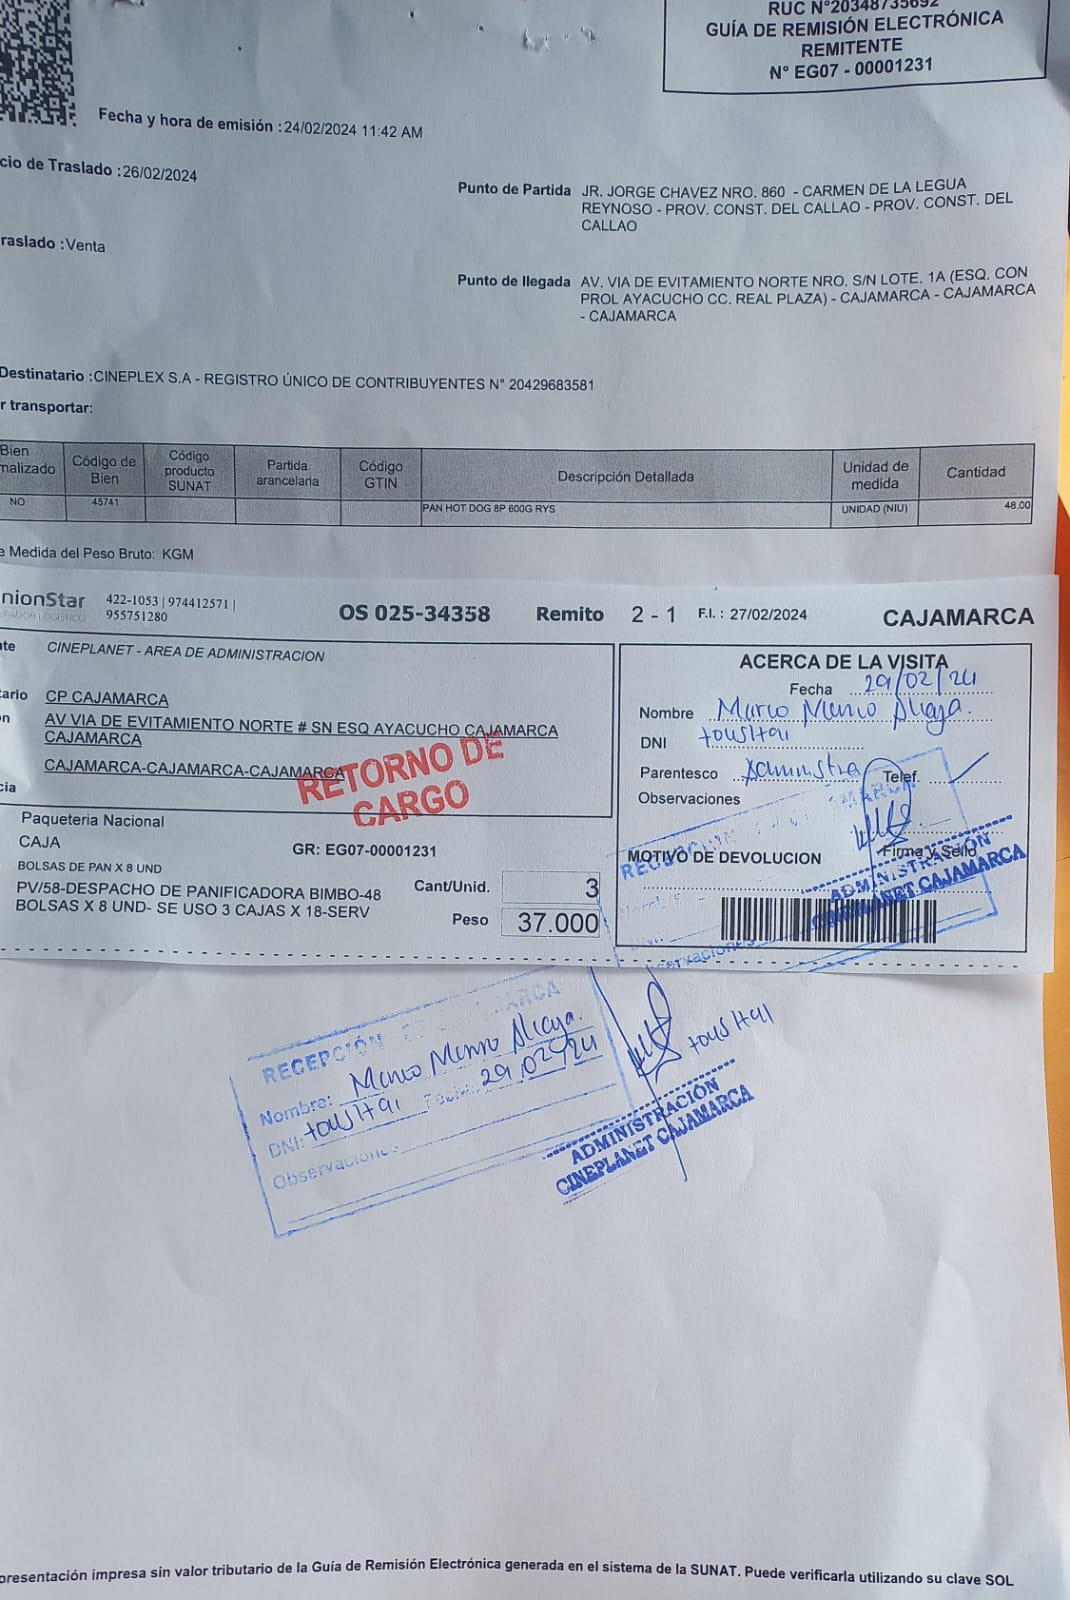 RUC N°20348735692
GUÍA DE REMISIÓN ELECTRÓNICA
REMITENTE
N° EG07 - 00001231
Fecha y hora de emisión : 24/02/2024 11:42 AM
cio de Traslado : 26/02/2024
Punto de Partida JR. JORGE CHAVEZ NRO. 860 - CARMEN DE LA LEGUA
REYNOSO - PROV. CONST. DEL CALLAO - PROV. CONST. DEL
CALLAO
raslado : Venta
Punto de llegada AV. VIA DE EVITAMIENTO NORTE NRO. S/N LOTE. 1A (ESQ. CON
PROL AYACUCHO CC. REAL PLAZA) - CAJAMARCA - CAJAMARCA
- CAJAMARCA
Destinatario : CINEPLEX S.A - REGISTRO ÚNICO DE CONTRIBUYENTES N° 20429683581
r transportar:
Bien
malizado
Código de
Bien
Código
producto
SUNAT
Partida
arancelaria
Código
GTIN
Descripción Detallada
Unidad de
medida
Cantidad
NO 45741 PAN HOT DOG 8P 600G RYS UNIDAD (NIU) 48.00
e Medida del Peso Bruto: KGM
nionStar
422-1053 | 974412571 |
955751280
OS 025-34358 Remito 2 - 1 F.I. : 27/02/2024 CAJAMARCA
nte CINEPLANET - AREA DE ADMINISTRACION
tario CP CAJAMARCA
on AV VIA DE EVITAMIENTO NORTE # SN ESQ AYACUCHO CAJAMARCA
CAJAMARCA
CAJAMARCA-CAJAMARCA-CAJAMARCA
cia
RETORNO DE
CARGO
ACERCA DE LA VISITA
Fecha 29/02/24
Nombre Marco
DNI
Parentesco Administra Telef.
Observaciones
Firma y Sello
MOTIVO DE DEVOLUCION
ADMINISTRACIÓN
CINEPLANET CAJAMARCA
Paqueteria Nacional
CAJA
GR: EG07-00001231
BOLSAS DE PAN X 8 UND
PV/58-DESPACHO DE PANIFICADORA BIMBO-48
BOLSAS X 8 UND- SE USO 3 CAJAS X 18-SERV
Cant/Unid. 3
Peso 37.000
RECEPCIÓN
Nombre: Marco
DNI: Fecha: 29/02/24
Observaciones
ADMINISTRACIÓN
CINEPLANET CAJAMARCA
presentación impresa sin valor tributario de la Guía de Remisión Electrónica generada en el sistema de la SUNAT. Puede verificarla utilizando su clave SOL